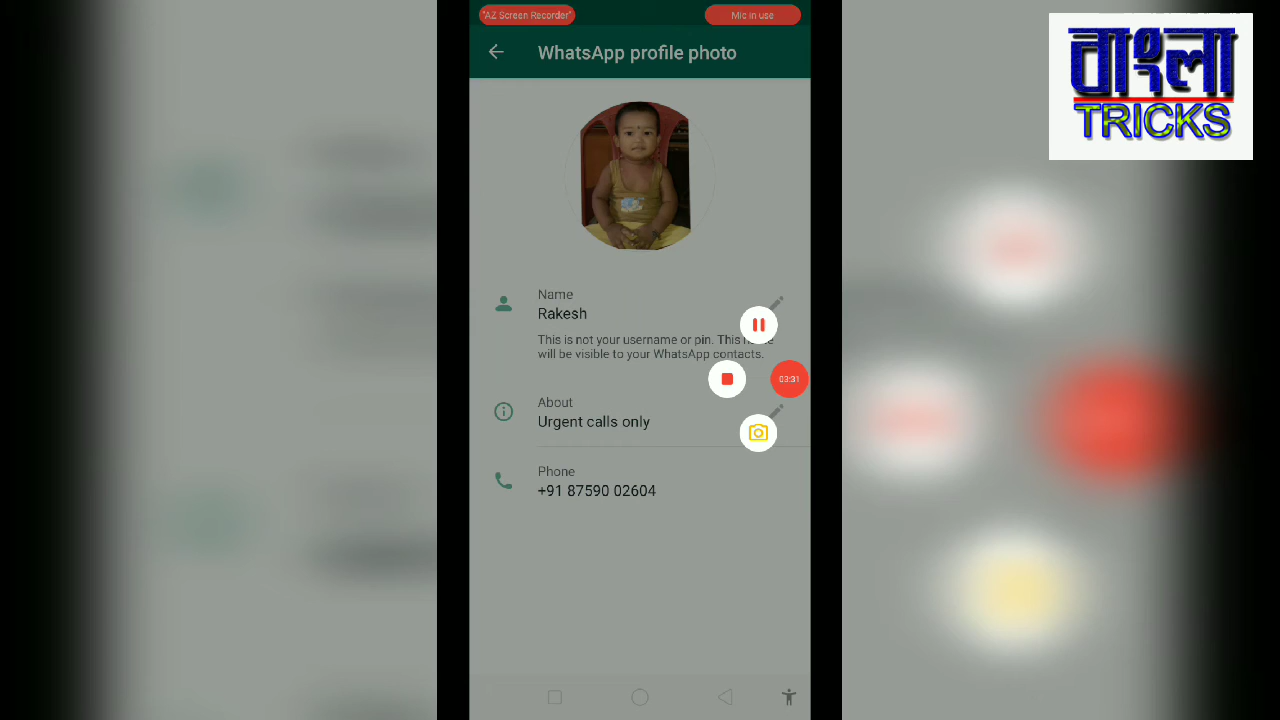 "AZ Screen Recorder"
Mic in use
WhatsApp profile photo
বাংলা
TRICKS
Name
Rakesh
This is not your username or pin. This
will be visible to your WhatsApp contacts.
03:31
About
Urgent calls only
Phone
+91 87590 02604